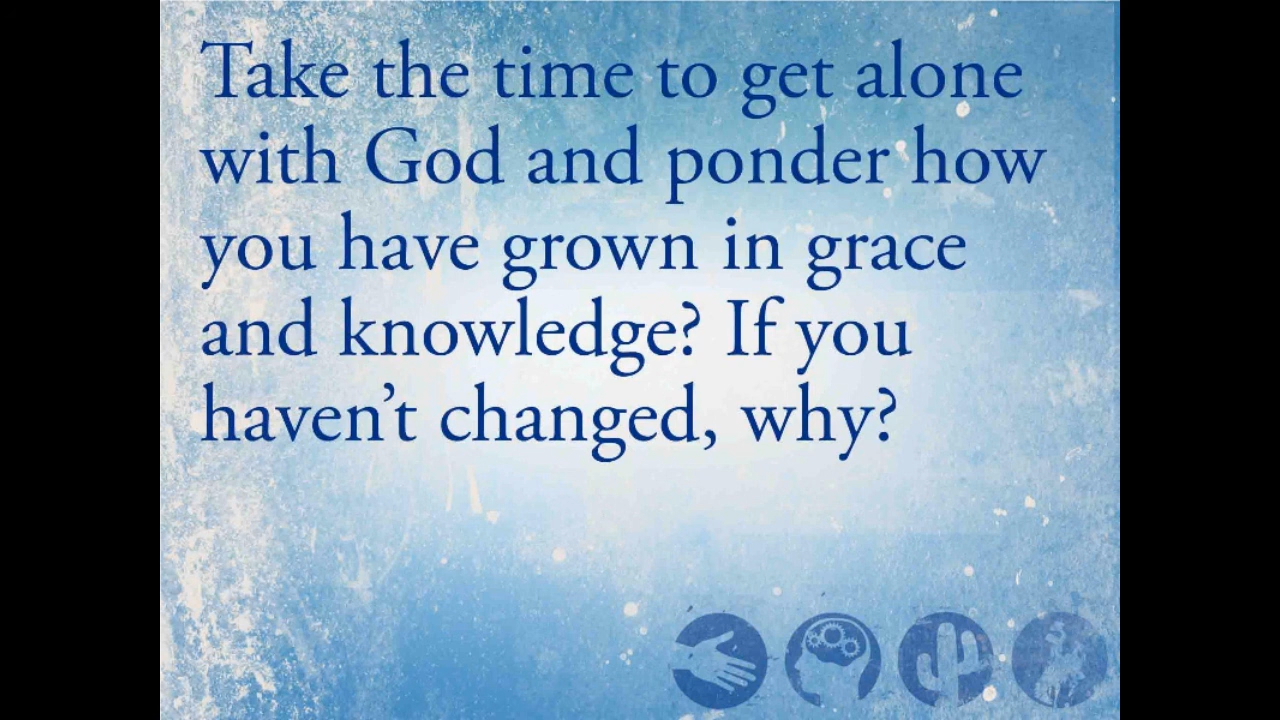 Take the time to get alone
with God and ponder how
you have grown in grace
and knowledge? If you
haven’t changed, why?